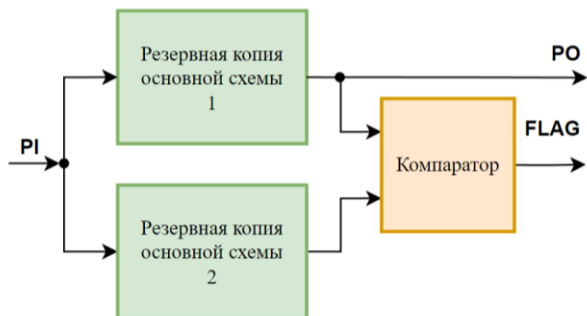 Резервная копия
основной схемы
1
PO
PI
FLAG
Компаратор
Резервная копия
основной схемы
2